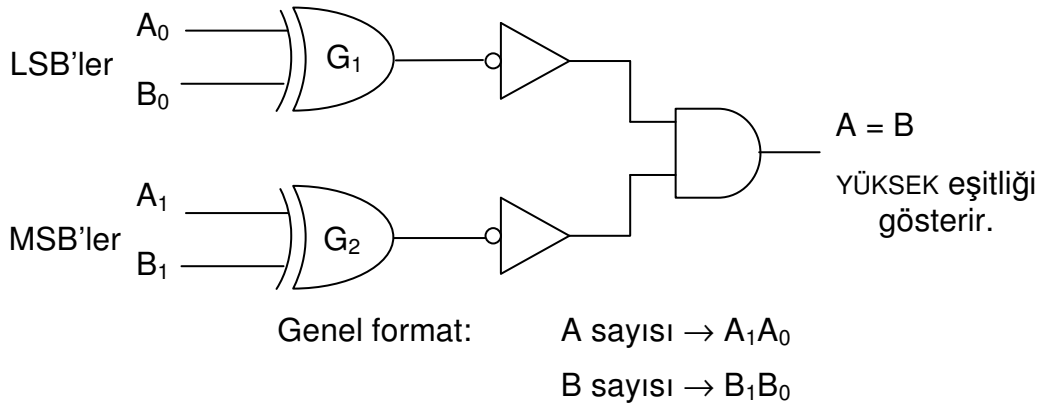 A₀
LSB'ler
B₀
G₁
A = B
YÜKSEK eşitliği
gösterir.
A₁
MSB'ler
B₁
G₂
Genel format: A sayısı → A₁A₀
B sayısı → B₁B₀